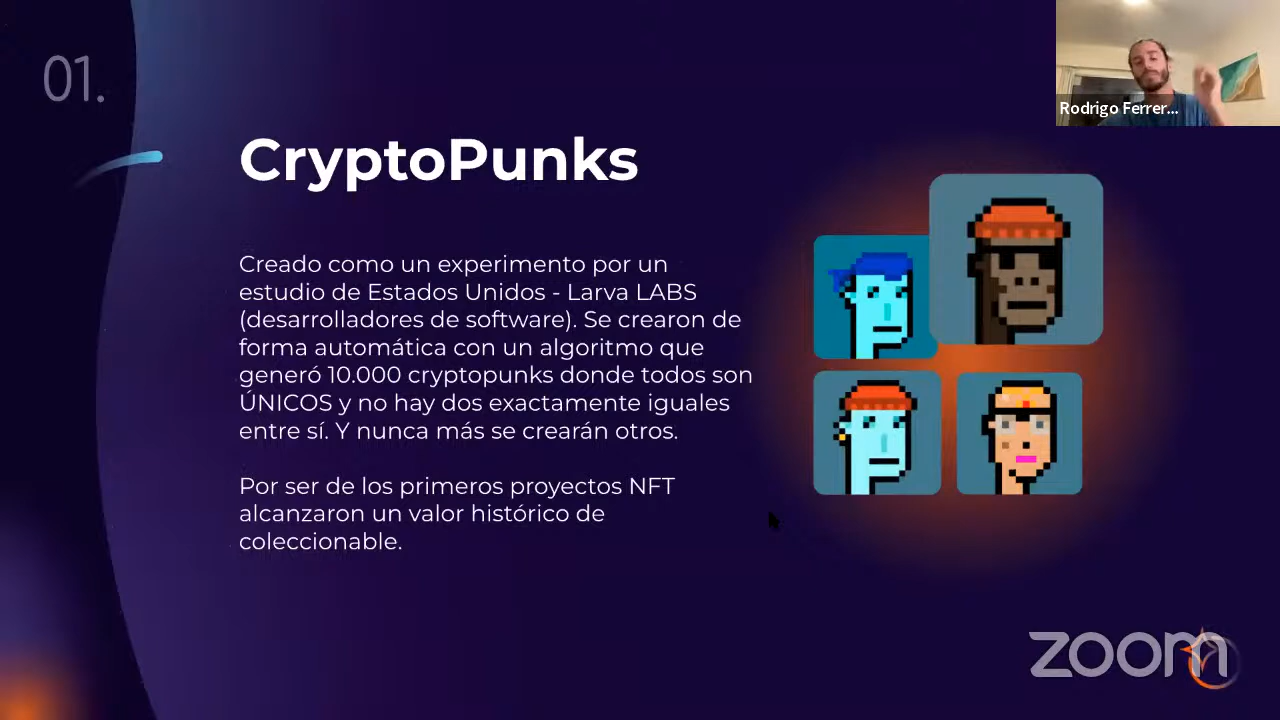 01.
Rodrigo Ferrer...
CryptoPunks
Creado como un experimento por un
estudio de Estados Unidos - Larva LABS
(desarrolladores de software). Se crearon de
forma automática con un algoritmo que
generó 10.000 cryptopunks donde todos son
ÚNICOS y no hay dos exactamente iguales
entre sí. Y nunca más se crearán otros.
Por ser de los primeros proyectos NFT
alcanzaron un valor histórico de
coleccionable.
zoom